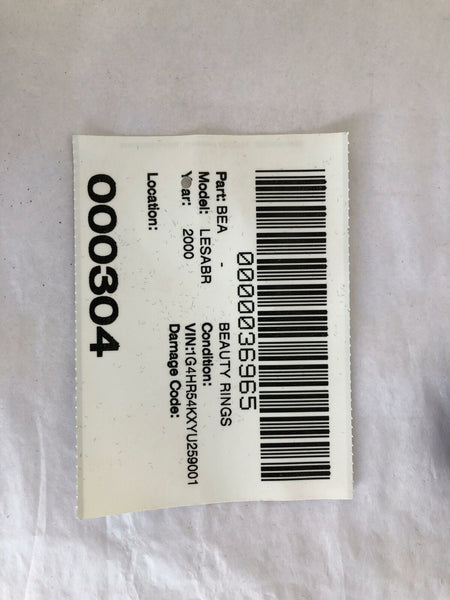 0000036965
Part: BEA - BEAUTY RINGS
Model: LESABR Condition:
Year: 2000 VIN:1G4HR54KXYU259001
Damage Code:
Location:
000304